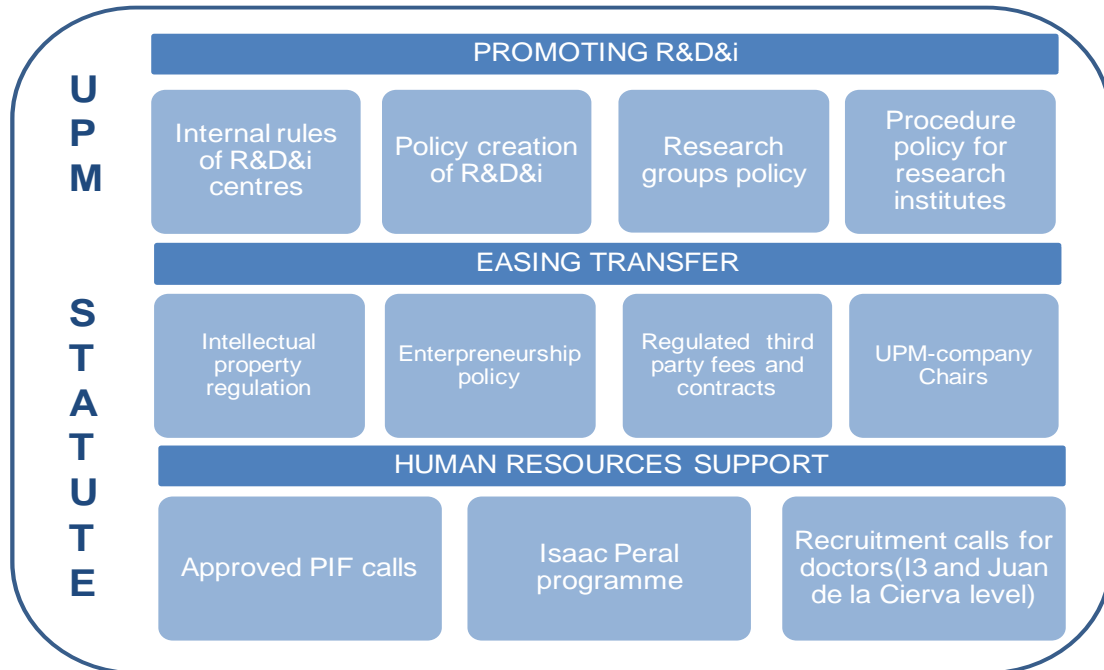 UPM STATUTE
PROMOTING R&D&i
Internal rules
of R&D&i
centres
Policy creation
of R&D&i
Research
groups policy
Procedure
policy for
research
institutes
EASING TRANSFER
Intellectual
property
regulation
Enterpreneurship
policy
Regulated third
party fees and
contracts
UPM-company
Chairs
HUMAN RESOURCES SUPPORT
Approved PIF calls
Isaac Peral
programme
Recruitment calls for
doctors(I3 and Juan
de la Cierva level)